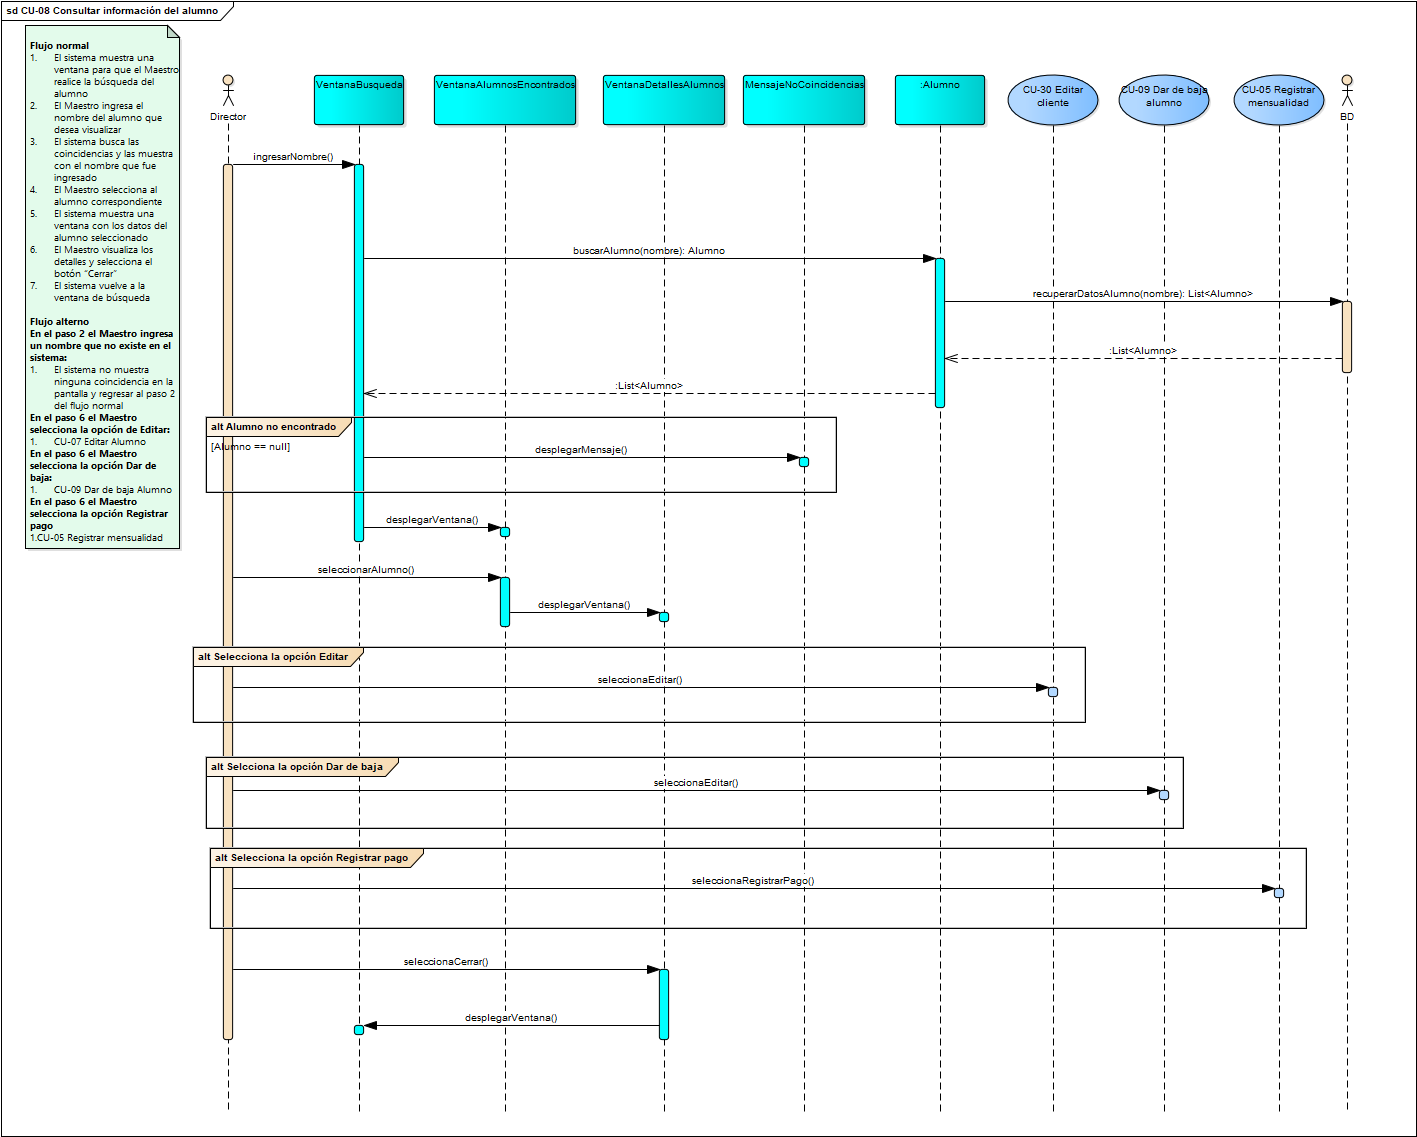 sd CU-08 Consultar información del alumno
Flujo normal
1. El sistema muestra una
ventana para que el Maestro
realice la búsqueda del
alumno
2. El Maestro ingresa el
nombre del alumno que
desea visualizar
3. El sistema busca las
coincidencias y las muestra
con el nombre que fue
ingresado
4. El Maestro selecciona al
alumno correspondiente
5. El sistema muestra una
ventana con los datos del
alumno seleccionado
6. El Maestro visualiza los
detalles y selecciona el
botón "Cerrar"
7. El sistema vuelve a la
ventana de búsqueda
Flujo alterno
En el paso 2 el Maestro ingresa
un nombre que no existe en el
sistema:
1. El sistema no muestra
ninguna coincidencia en la
pantalla y regresar al paso 2
del flujo normal
En el paso 6 el Maestro
selecciona la opción de Editar:
1. CU-07 Editar Alumno
En el paso 6 el Maestro
selecciona la opción Dar de
baja:
1. CU-09 Dar de baja Alumno
En el paso 6 el Maestro
selecciona la opción Registrar
pago
1.CU-05 Registrar mensualidad
Director
VentanaBusqueda
VentanaAlumnosEncontrados
VentanaDetallesAlumnos
MensajeNoCoincidencias
:Alumno
CU-30 Editar
cliente
CU-09 Dar de baja
alumno
CU-05 Registrar
mensualidad
BD
ingresarNombre()
buscarAlumno(nombre): Alumno
recuperarDatosAlumno(nombre): List<Alumno>
:List<Alumno>
:List<Alumno>
alt Alumno no encontrado
[Alumno == null]
desplegarMensaje()
desplegarVentana()
seleccionarAlumno()
desplegarVentana()
alt Selecciona la opción Editar
seleccionaEditar()
alt Selcciona la opción Dar de baja
seleccionaEditar()
alt Selecciona la opción Registrar pago
seleccionaRegistrarPago()
seleccionaCerrar()
desplegarVentana()